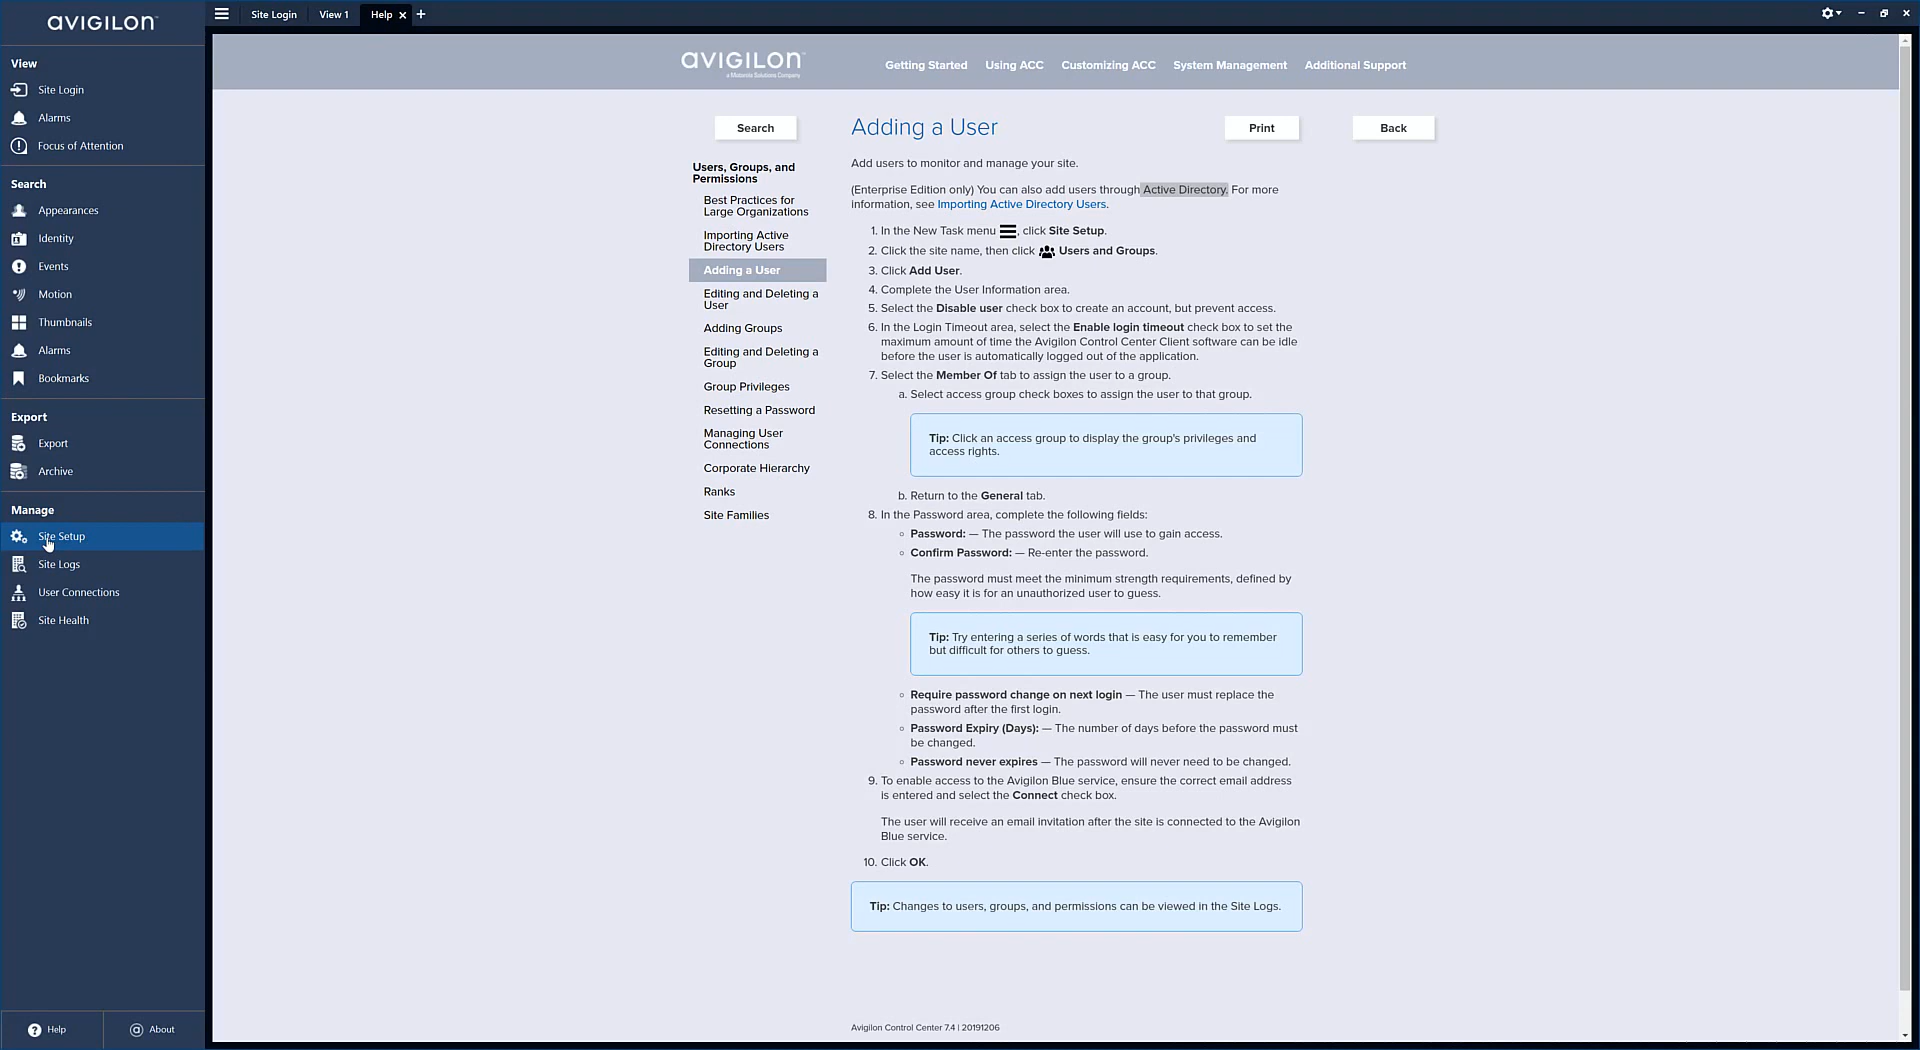 AVIGILON
View
Site Login
Alarms
Focus of Attention
Search
Appearances
Identity
Events
Motion
Thumbnails
Alarms
Bookmarks
Export
Export
Archive
Manage
Site Setup
Site Logs
User Connections
Site Health
Help
About
Site Login
View 1
Help
AVIGILON
a Motorola Solutions Company
Getting Started
Using ACC
Customizing ACC
System Management
Additional Support
Search
Users, Groups, and
Permissions
Best Practices for
Large Organizations
Importing Active
Directory Users
Adding a User
Editing and Deleting a
User
Adding Groups
Editing and Deleting a
Group
Group Privileges
Resetting a Password
Managing User
Connections
Corporate Hierarchy
Ranks
Site Families
Adding a User
Print
Back
Add users to monitor and manage your site.
(Enterprise Edition only) You can also add users through Active Directory. For more
information, see Importing Active Directory Users.
1. In the New Task menu , click Site Setup.
2. Click the site name, then click Users and Groups.
3. Click Add User.
4. Complete the User Information area.
5. Select the Disable user check box to create an account, but prevent access.
6. In the Login Timeout area, select the Enable login timeout check box to set the
maximum amount of time the Avigilon Control Center Client software can be idle
before the user is automatically logged out of the application.
7. Select the Member Of tab to assign the user to a group.
a. Select access group check boxes to assign the user to that group.
Tip: Click an access group to display the group's privileges and
access rights.
b. Return to the General tab.
8. In the Password area, complete the following fields:
Password: — The password the user will use to gain access.
Confirm Password: — Re-enter the password.
The password must meet the minimum strength requirements, defined by
how easy it is for an unauthorized user to guess.
Tip: Try entering a series of words that is easy for you to remember
but difficult for others to guess.
Require password change on next login — The user must replace the
password after the first login.
Password Expiry (Days): — The number of days before the password must
be changed.
Password never expires — The password will never need to be changed.
9. To enable access to the Avigilon Blue service, ensure the correct email address
is entered and select the Connect check box.
The user will receive an email invitation after the site is connected to the Avigilon
Blue service.
10. Click OK.
Tip: Changes to users, groups, and permissions can be viewed in the Site Logs.
Avigilon Control Center 7.4 | 20191206